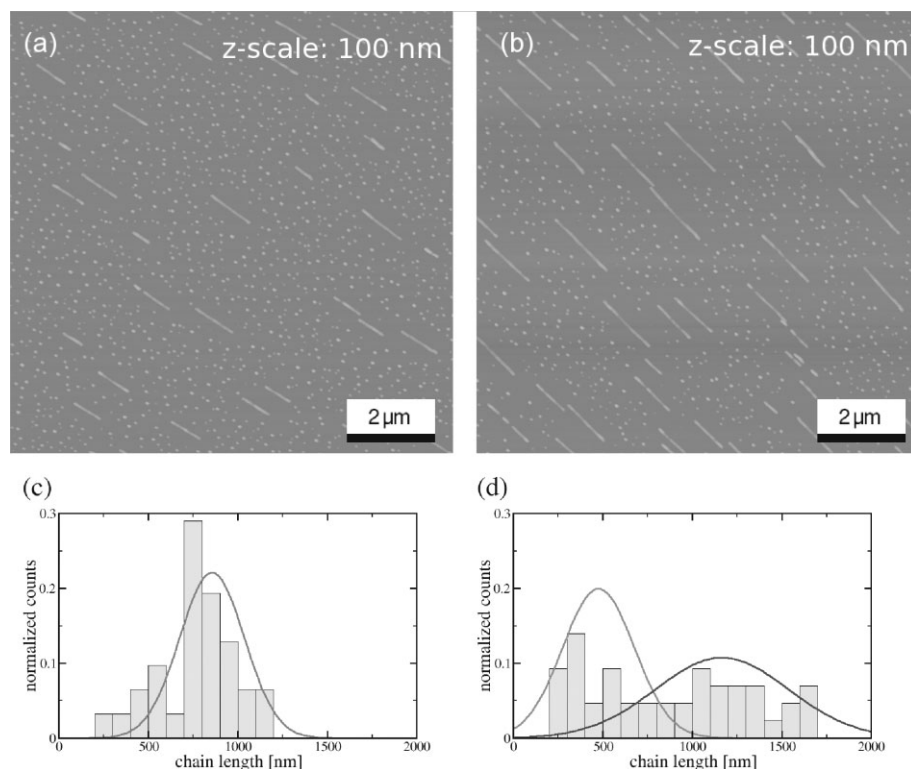 (a)
z-scale: 100 nm
(b)
z-scale: 100 nm
2 µm
2 µm
(c)
(d)
0.3
0.2
0.1
0
normalized counts
0
500
1000
1500
2000
chain length [nm]
0.3
0.2
0.1
0
normalized counts
0
500
1000
1500
2000
chain length [nm]